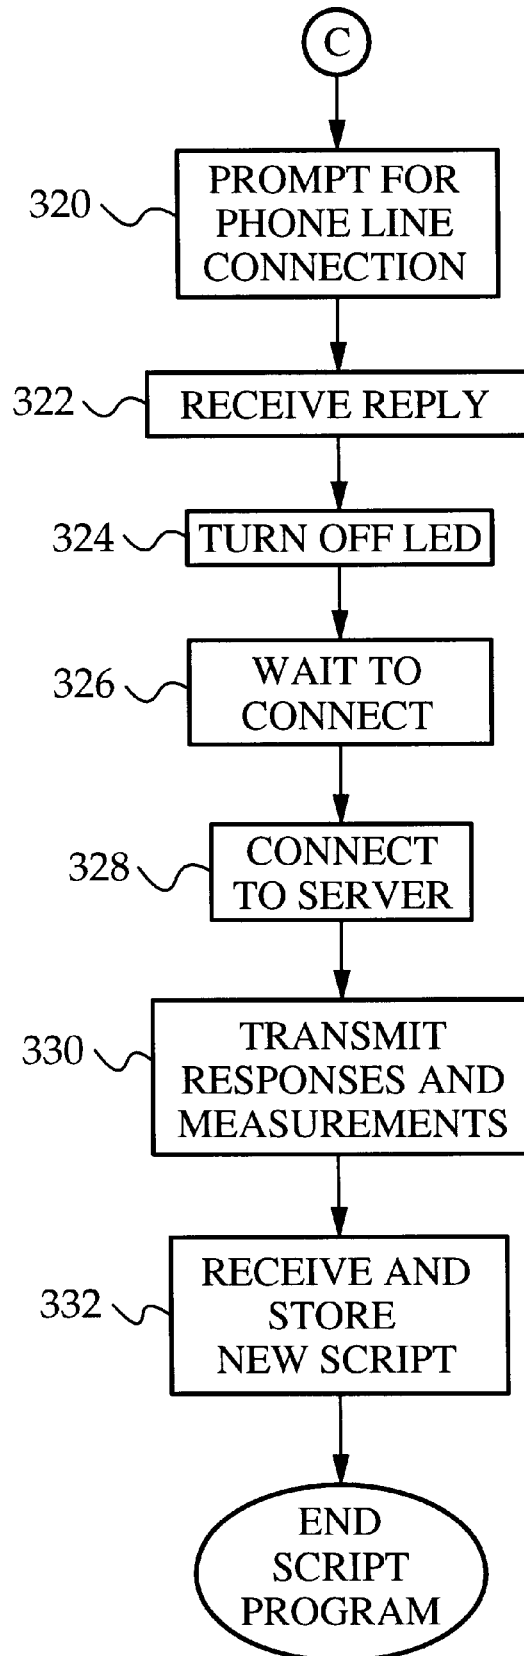 C
320
PROMPT FOR
PHONE LINE
CONNECTION
322
RECEIVE REPLY
324
TURN OFF LED
326
WAIT TO
CONNECT
328
CONNECT
TO SERVER
330
TRANSMIT
RESPONSES AND
MEASUREMENTS
332
RECEIVE AND
STORE
NEW SCRIPT
END
SCRIPT
PROGRAM